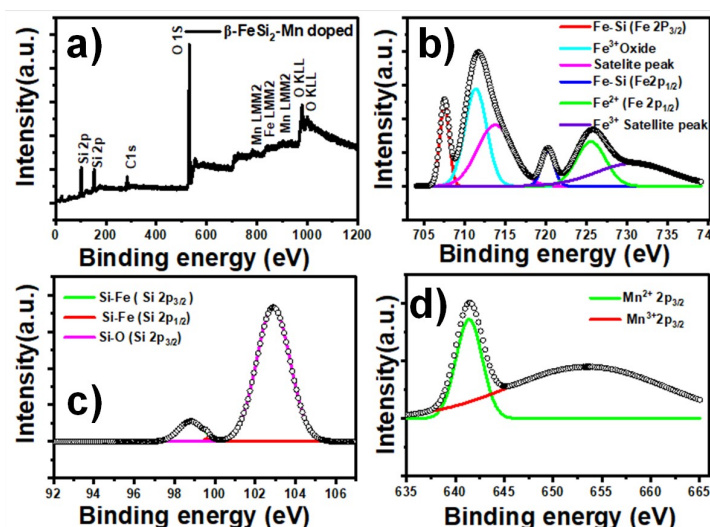 a)
β-FeSi₂-Mn doped
Si 2p
Si 2p
C1s
O 1S
Mn LMM2
Fe LMM2
Mn LMM2
O KLL
O KLL
Intensity(a.u.)
0 200 400 600 800 1000 1200
Binding energy (eV)
b)
Fe-Si (Fe 2P₃/₂)
Fe³⁺Oxide
Satelite peak
Fe-Si (Fe2p₁/₂)
Fe²⁺ (Fe 2p₁/₂)
Fe³⁺ Satellite peak
Intensity(a.u.)
705 710 715 720 725 730 735 74
Binding energy (eV)
c)
Si-Fe ( Si 2p₃/₂)
Si-Fe (Si 2p₁/₂)
Si-O (Si 2p₃/₂)
Intensity(a.u.)
92 94 96 98 100 102 104 106
Binding energy (eV)
d)
Mn²⁺ 2p₃/₂
Mn³⁺2p₃/₂
Intensity(a.u.)
635 640 645 650 655 660 665
Binding energy (eV)